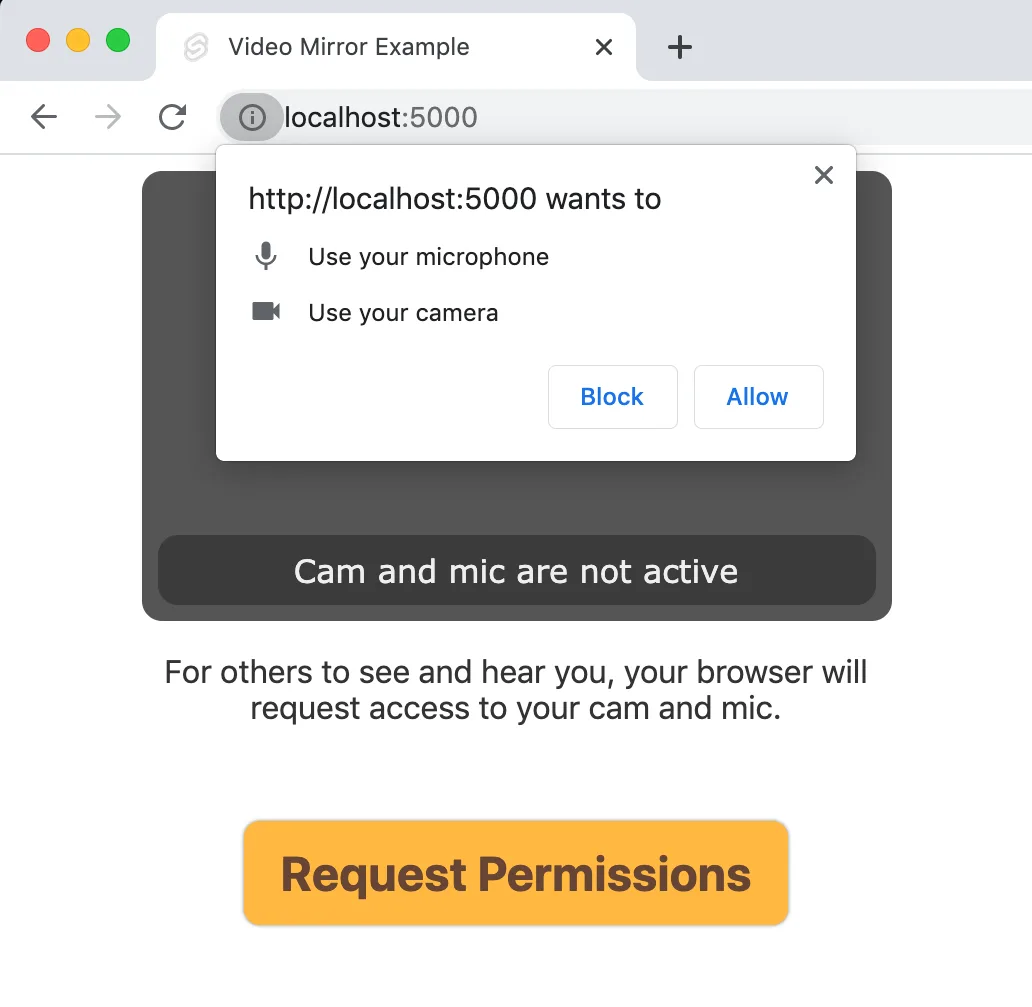 Video Mirror Example
localhost:5000
http://localhost:5000 wants to
Use your microphone
Use your camera
Block Allow
Cam and mic are not active
For others to see and hear you, your browser will
request access to your cam and mic.
Request Permissions